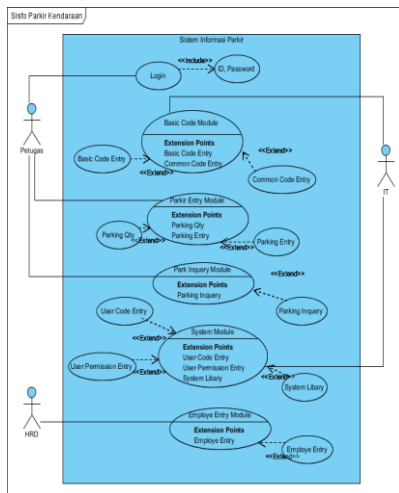 Sisfo Parkir Kendaraan
Sistem Informasi Parkir
<<Include>>
Login
ID, Password
Petugas
Basic Code Module
Extension Points
Basic Code Entry
Common Code Entry
Basic Code Entry
<<Extend>>
<<Extend>>
Common Code Entry
IT
Parkir Entry Module
Extension Points
Parking Qty
Parking Entry
Parking Qty
<<Extend>>
<<Extend>>
Parking Entry
Park Inquery Module
Extension Points
Parking Inquery
<<Extend>>
Parking Inquery
User Code Entry
<<Extend>>
System Module
Extension Points
User Code Entry
User Permission Entry
System Libary
User Permission Entry
<<Extend>>
<<Extend>>
System Libary
HRD
Employe Entry Module
Extension Points
Employe Entry
<<Extend>>
Employe Entry